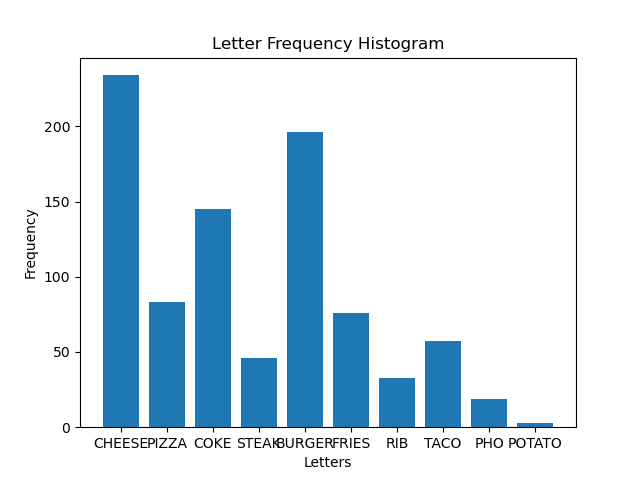 Letter Frequency Histogram
Frequency
200
150
100
50
0
CHEESE PIZZA COKE STEAK BURGER FRIES RIB TACO PHO POTATO
Letters